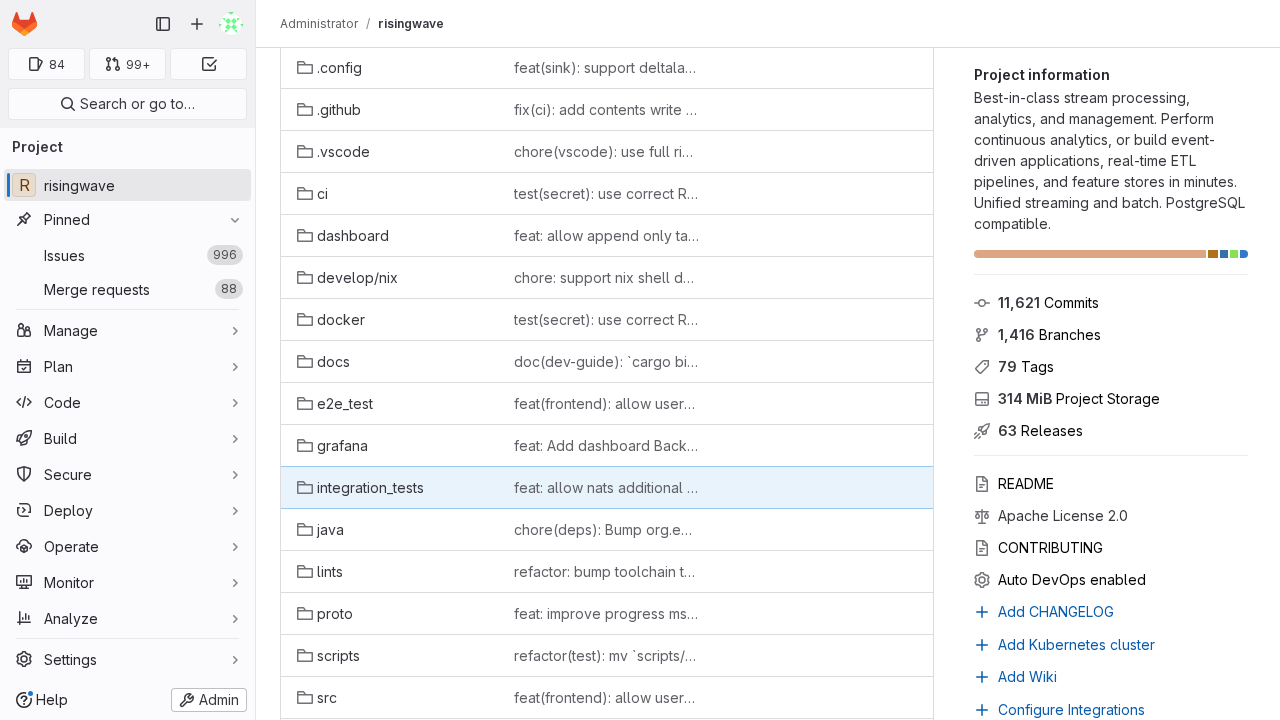 Administrator / risingwave
84
99+
Search or go to…
Project
R risingwave
Pinned
Issues 996
Merge requests 88
Manage
Plan
Code
Build
Secure
Deploy
Operate
Monitor
Analyze
Settings
Help
Admin
.config feat(sink): support deltala…
.github fix(ci): add contents write …
.vscode chore(vscode): use full ri…
ci test(secret): use correct R…
dashboard feat: allow append only ta…
develop/nix chore: support nix shell d…
docker test(secret): use correct R…
docs doc(dev-guide): `cargo bi…
e2e_test feat(frontend): allow user…
grafana feat: Add dashboard Back…
integration_tests feat: allow nats additional …
java chore(deps): Bump org.e…
lints refactor: bump toolchain t…
proto feat: improve progress ms…
scripts refactor(test): mv `scripts/…
src feat(frontend): allow user…
Project information
Best-in-class stream processing,
analytics, and management. Perform
continuous analytics, or build event-
driven applications, real-time ETL
pipelines, and feature stores in minutes.
Unified streaming and batch. PostgreSQL
compatible.
11,621 Commits
1,416 Branches
79 Tags
314 MiB Project Storage
63 Releases
README
Apache License 2.0
CONTRIBUTING
Auto DevOps enabled
Add CHANGELOG
Add Kubernetes cluster
Add Wiki
Configure Integrations